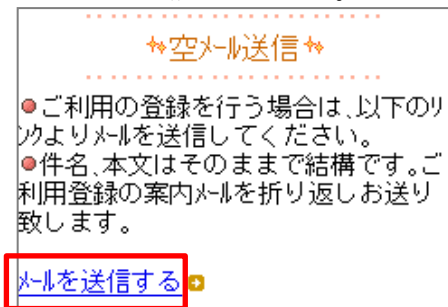 空メール送信
●ご利用の登録を行う場合は、以下のリ
ンクよりメールを送信してください。
●件名、本文はそのままで結構です。ご
利用登録の案内メールを折り返しお送り
致します。
メールを送信する